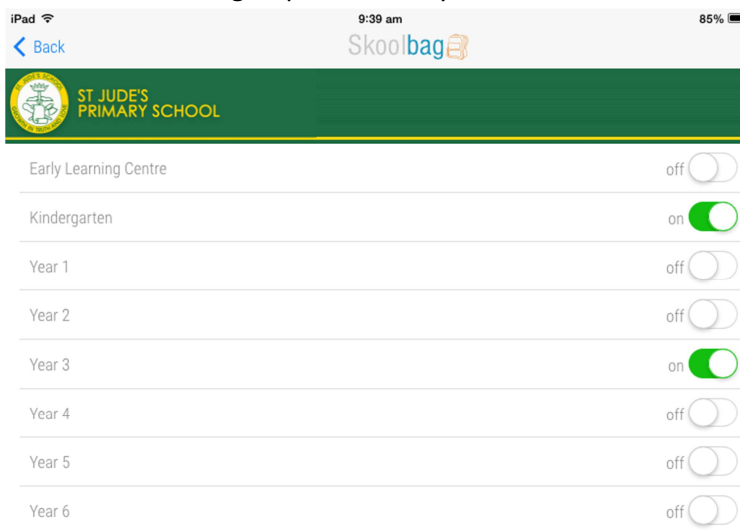 iPad 9:39 am 85%
Back Skoolbag
ST JUDE'S
PRIMARY SCHOOL
Early Learning Centre off
Kindergarten on
Year 1 off
Year 2 off
Year 3 on
Year 4 off
Year 5 off
Year 6 off